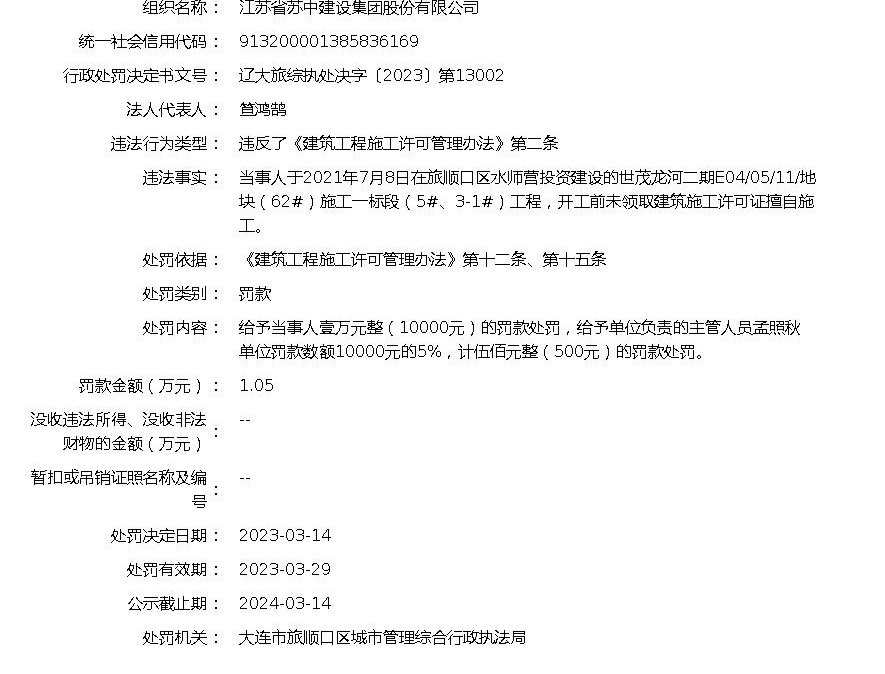 组织名称： 江苏省苏中建设集团股份有限公司
统一社会信用代码： 913200001385836169
行政处罚决定书文号： 辽大旅综执处决字〔2023〕第13002
法人代表人： 笪鸿鹄
违法行为类型： 违反了《建筑工程施工许可管理办法》第二条
违法事实： 当事人于2021年7月8日在旅顺口区水师营投资建设的世茂龙河二期E04/05/11/地
块（62#）施工一标段（5#、3-1#）工程，开工前未领取建筑施工许可证擅自施
工。
处罚依据： 《建筑工程施工许可管理办法》第十二条、第十五条
处罚类别： 罚款
处罚内容： 给予当事人壹万元整（10000元）的罚款处罚，给予单位负责的主管人员孟照秋
单位罚款数额10000元的5%，计伍佰元整（500元）的罚款处罚。
罚款金额（万元）： 1.05
没收违法所得、没收非法
财物的金额（万元）： --
暂扣或吊销证照名称及编
号： --
处罚决定日期： 2023-03-14
处罚有效期： 2023-03-29
公示截止期： 2024-03-14
处罚机关： 大连市旅顺口区城市管理综合行政执法局